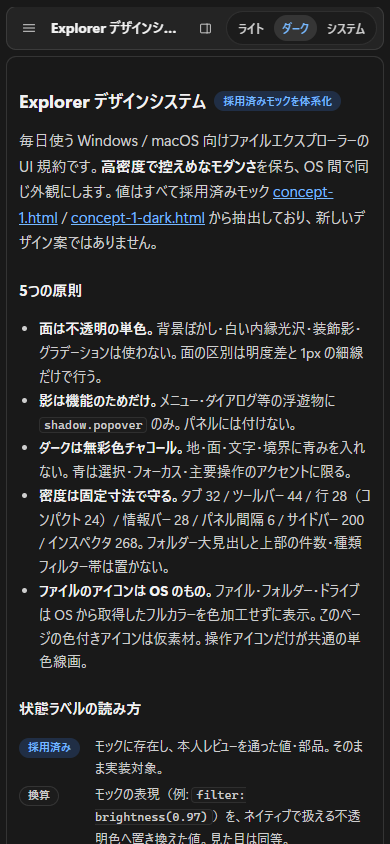 Explorer デザインシステ...
ライト
ダーク
システム
Explorer デザインシステム
採用済みモックを体系化
毎日使う Windows / macOS 向けファイルエクスプローラーの
UI 規約です。高密度で控えめなモダンさを保ち、OS 間で同
じ外観にします。値はすべて採用済みモック concept-
1.html / concept-1-dark.html から抽出しており、新しいデ
ザイン案ではありません。
5つの原則
• 面は不透明の単色。背景ぼかし・白い内縁光沢・装飾影・
グラデーションは使わない。面の区別は明度差と 1px の細線
だけで行う。
• 影は機能のためだけ。メニュー・ダイアログ等の浮遊物に
shadow.popover のみ。パネルには付けない。
• ダークは無彩色チャコール。地・面・文字・境界に青みを入れ
ない。青は選択・フォーカス・主要操作のアクセントに限る。
• 密度は固定寸法で守る。タブ 32 / ツールバー 44 / 行 28（コ
ンパクト 24）/ 情報バー 28 / パネル間隔 6 / サイドバー 200
/ インスペクタ 268。フォルダー大見出しと上部の件数・種類
フィルター帯は置かない。
• ファイルのアイコンは OS のもの。ファイル・フォルダー・ドライブ
は OS から取得したフルカラーを色加工せずに表示。このペー
ジの色付きアイコンは仮素材。操作アイコンだけが共通の単
色線画。
状態ラベルの読み方
採用済み
モックに存在し、本人レビューを通った値・部品。そのま
ま実装対象。
換算
モックの表現（例: filter:
brightness(0.97)）を、ネイティブで扱える不透
明色へ置き換えた値。見た目は同等。